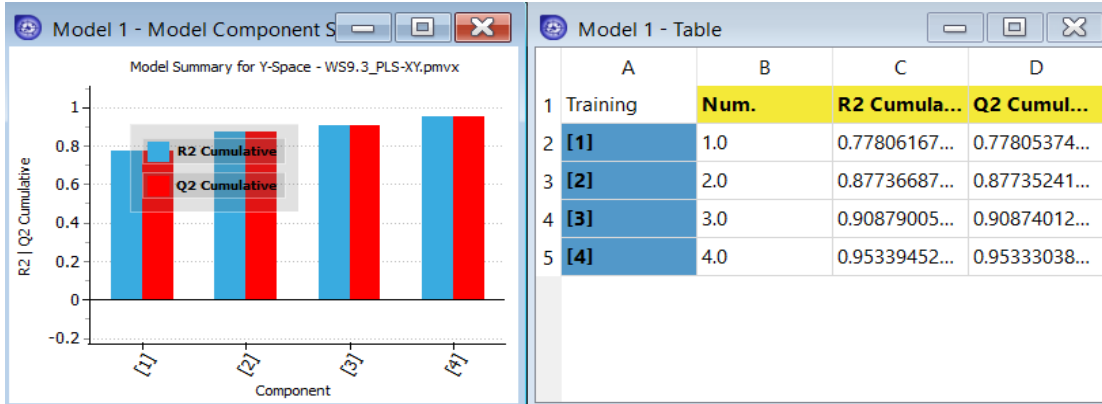 Model 1 - Model Component S
Model Summary for Y-Space - WS9.3_PLS-XY.pmvx
R2 | Q2 Cumulative
1
0.8
0.6
0.4
0.2
0
-0.2
R2 Cumulative
Q2 Cumulative
[1] [2] [3] [4]
Component
Model 1 - Table
A B C D
1 Training Num. R2 Cumula... Q2 Cumul...
2 [1] 1.0 0.77806167... 0.77805374...
3 [2] 2.0 0.87736687... 0.87735241...
4 [3] 3.0 0.90879005... 0.90874012...
5 [4] 4.0 0.95339452... 0.95333038...